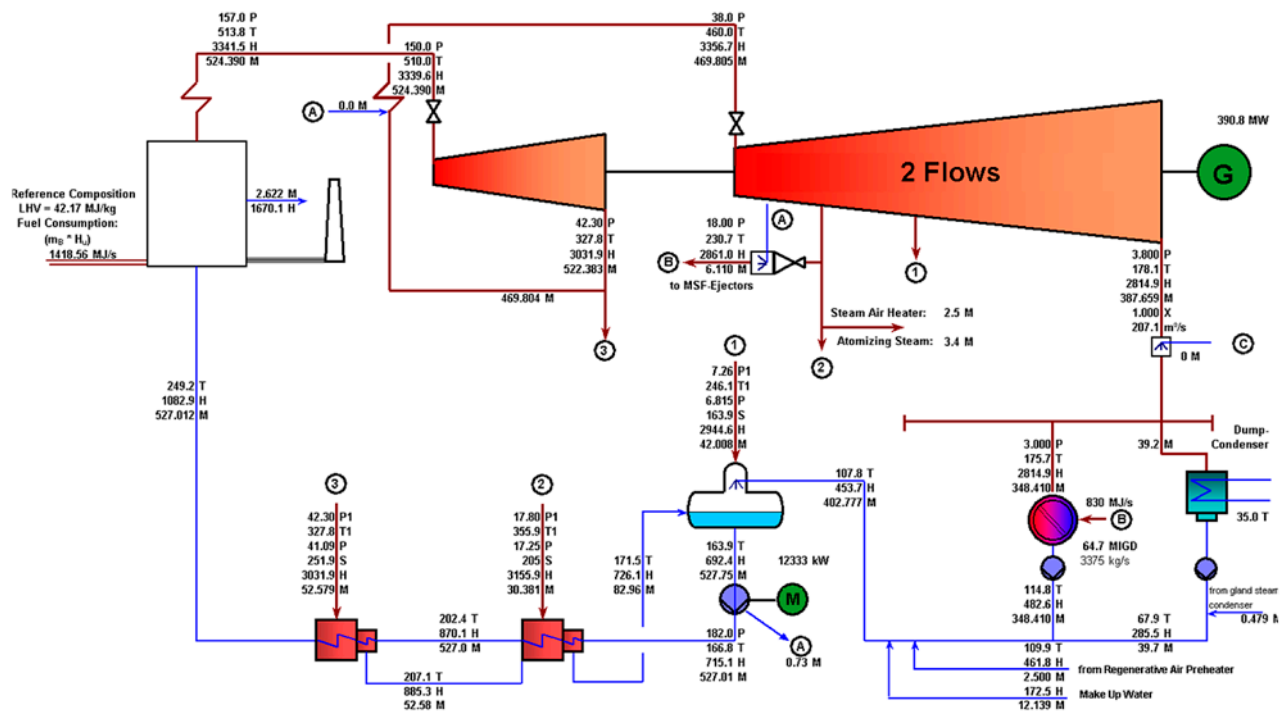 157.0 P
513.8 T
3341.5 H
524.390 M
150.0 P
510.0 T
3339.6 H
524.390 M
38.0 P
460.0 T
3356.7 H
469.805 M
A
0.0 M
390.8 MW
2 Flows
G
Reference Composition
LHV = 42.17 MJ/kg
Fuel Consumption:
(mB * Hu)
1418.56 MJ/s
2.622 M
1670.1 H
42.30 P
327.8 T
3031.9 H
522.383 M
469.804 M
3
18.00 P
230.7 T
2861.0 H
6.110 M
A
B
to MSF-Ejectors
1
Steam Air Heater: 2.5 M
Atomizing Steam: 3.4 M
2
3.800 P
178.1 T
2814.9 H
387.659 M
1.000 X
207.1 m³/s
C
0 M
249.2 T
1082.9 H
527.012 M
1
7.26 P1
246.1 T1
6.815 P
163.9 S
2944.6 H
42.008 M
107.8 T
453.7 H
402.777 M
3.000 P
175.7 T
2814.9 H
348.410 M
39.2 M
Dump-
Condenser
35.0 T
830 MJ/s
B
64.7 MIGD
3375 kg/s
3
42.30 P1
327.8 T1
41.09 P
251.9 S
3031.9 H
52.579 M
2
17.80 P1
355.9 T1
17.25 P
205 S
3155.9 H
30.381 M
171.5 T
726.1 H
82.96 M
163.9 T
692.4 H
527.75 M
12333 kW
M
182.0 P
166.8 T
715.1 H
527.01 M
A
0.73 M
202.4 T
870.1 H
527.0 M
207.1 T
885.3 H
52.58 M
114.8 T
482.6 H
348.410 M
from gland steam
condenser
0.479 M
67.9 T
285.5 H
39.7 M
109.9 T
461.8 H
2.500 M
from Regenerative Air Preheater
172.5 H
12.139 M
Make Up Water